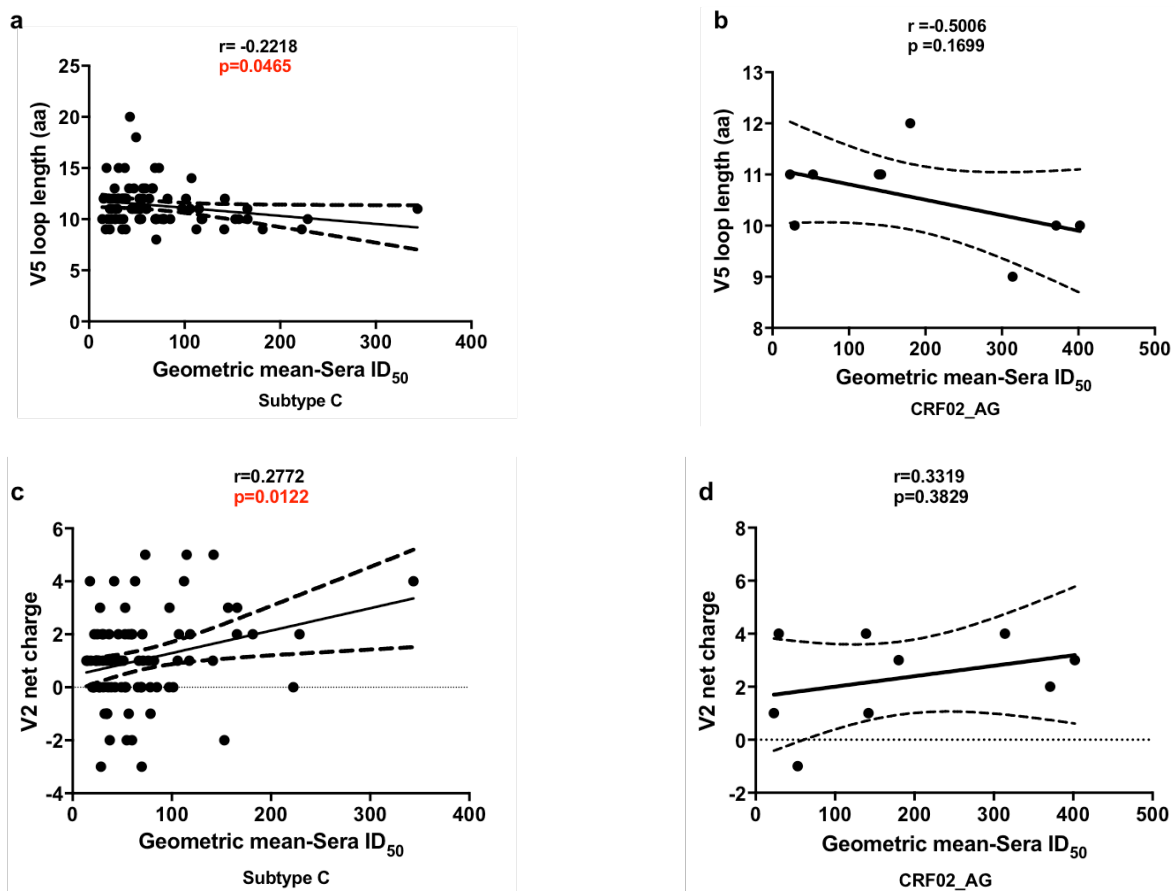 a
r= -0.2218
p=0.0465
25
20
15
10
5
0
V5 loop length (aa)
0 100 200 300 400
Geometric mean-Sera ID50
Subtype C
b
r =-0.5006
p =0.1699
13
12
11
10
9
8
V5 loop length (aa)
0 100 200 300 400 500
Geometric mean-Sera ID50
CRF02_AG
c
r=0.2772
p=0.0122
6
4
2
0
-2
-4
V2 net charge
0 100 200 300 400
Geometric mean-Sera ID50
Subtype C
d
r=0.3319
p=0.3829
8
6
4
2
0
-2
V2 net charge
0 100 200 300 400 500
Geometric mean-Sera ID50
CRF02_AG